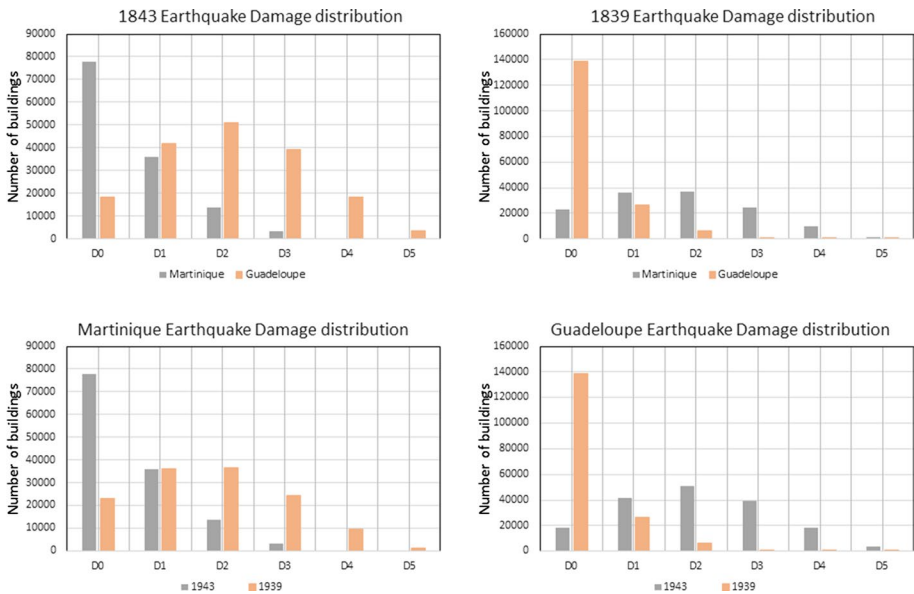 1843 Earthquake Damage distribution
Number of buildings
90000
80000
70000
60000
50000
40000
30000
20000
10000
0
D0 D1 D2 D3 D4 D5
Martinique Guadeloupe
1839 Earthquake Damage distribution
Number of buildings
160000
140000
120000
100000
80000
60000
40000
20000
0
D0 D1 D2 D3 D4 D5
Martinique Guadeloupe
Martinique Earthquake Damage distribution
Number of buildings
90000
80000
70000
60000
50000
40000
30000
20000
10000
0
D0 D1 D2 D3 D4 D5
1943 1939
Guadeloupe Earthquake Damage distribution
Number of buildings
160000
140000
120000
100000
80000
60000
40000
20000
0
D0 D1 D2 D3 D4 D5
1943 1939